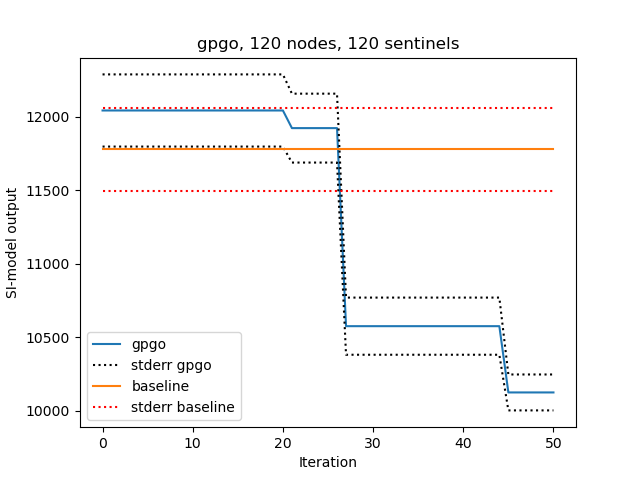 gpgo, 120 nodes, 120 sentinels
SI-model output
12000
11500
11000
10500
10000
gpgo
stderr gpgo
baseline
stderr baseline
0 10 20 30 40 50
Iteration